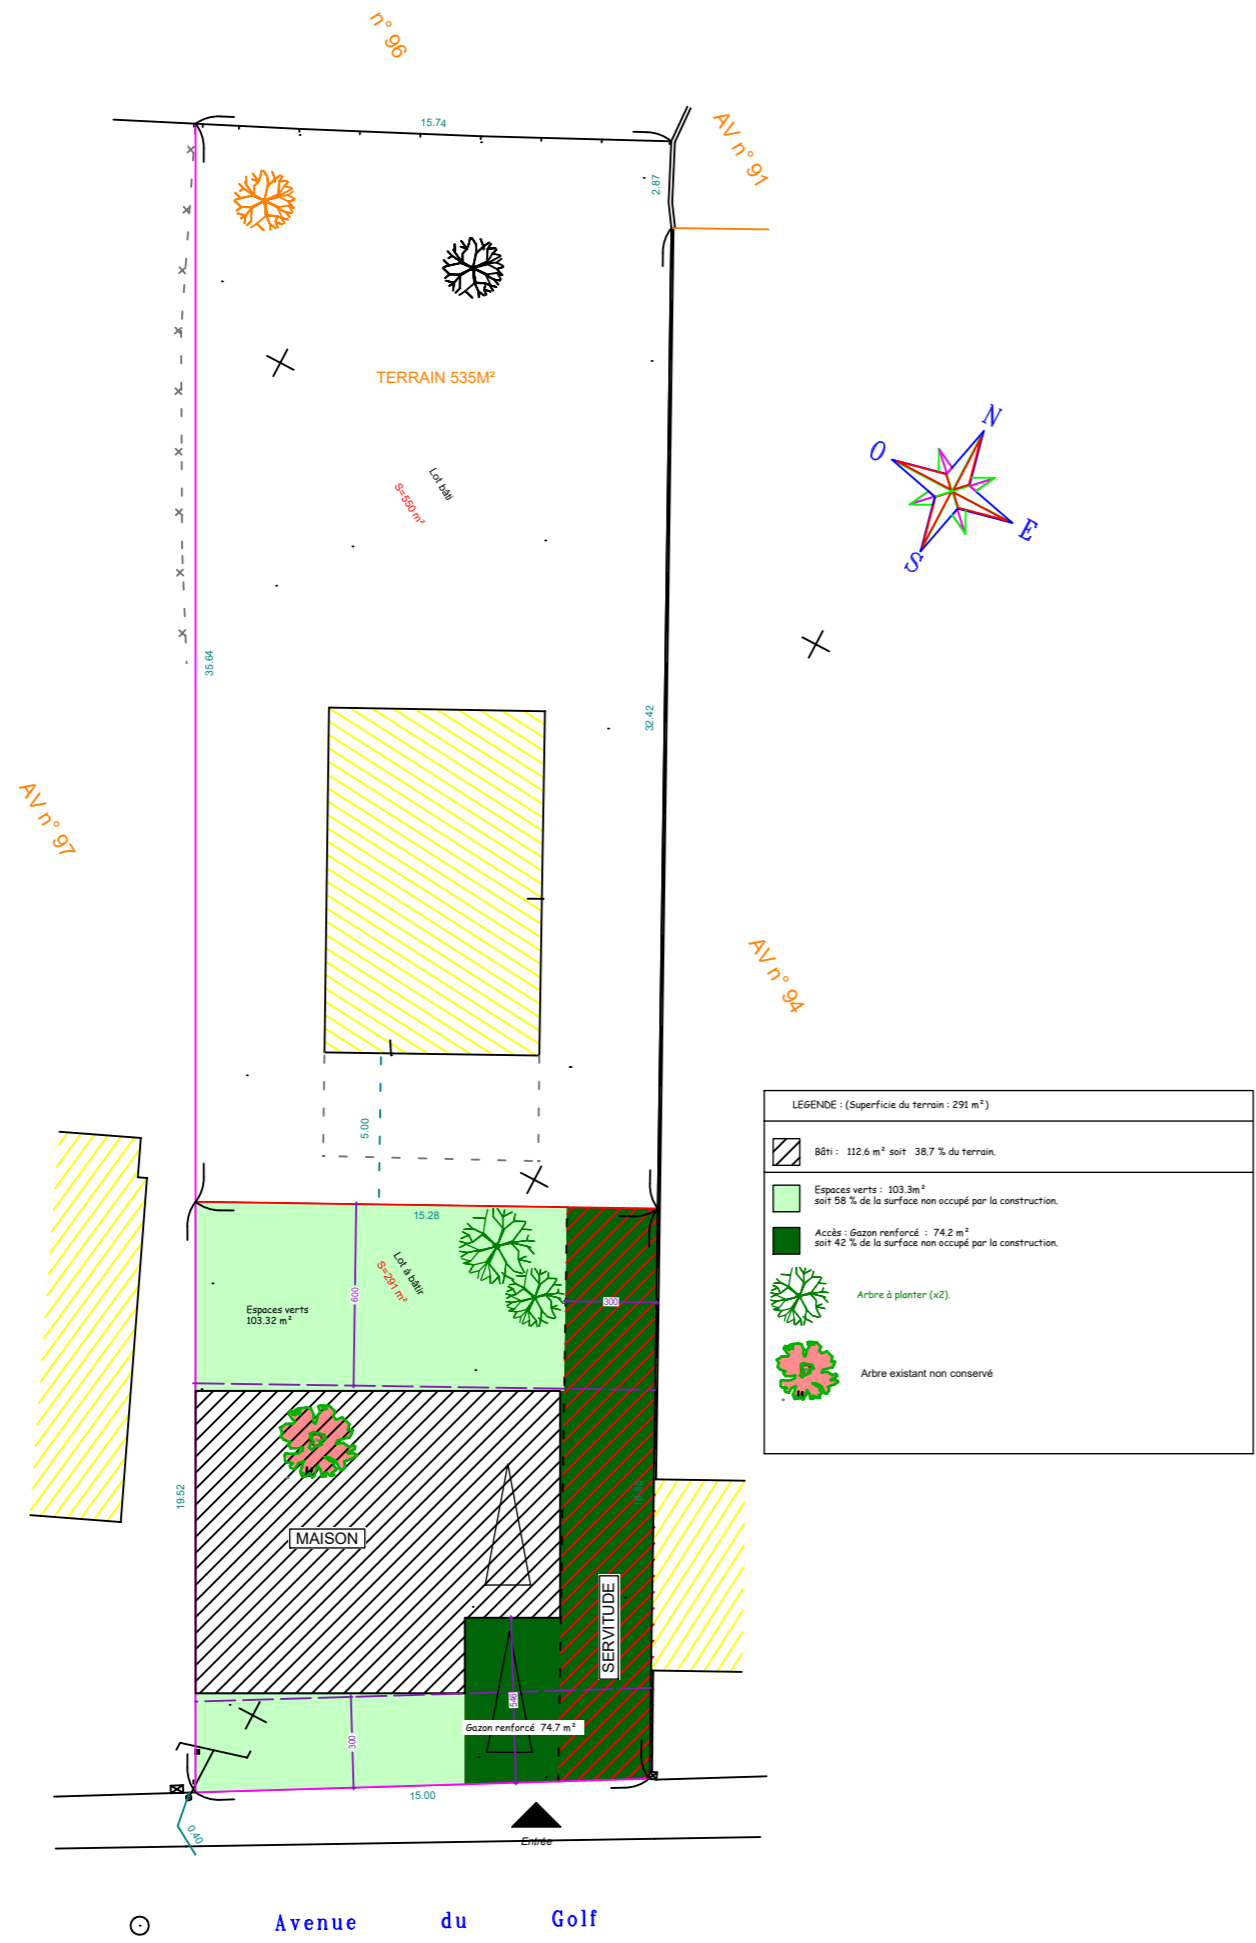 n° 96
15.74
AV n° 91
2.87
TERRAIN 535M²
N
O
E
S
Lot bâti
S=550 m²
35.64
32.42
AV n° 97
AV n° 94
5.00
LEGENDE : (Superficie du terrain : 291 m²)
Bâti : 112.6 m² soit 38.7 % du terrain.
Espaces verts : 103.3m²
soit 58 % de la surface non occupé par la construction.
Accès : Gazon renforcé : 74.2 m²
soit 42 % de la surface non occupé par la construction.
Arbre à planter (x2).
Arbre existant non conservé
15.28
Lot à bâtir
S=291 m²
600
300
Espaces verts
103,32 m²
19.52
MAISON
SERVITUDE
540
Gazon renforcé 74.7 m²
300
15.00
0.40
Entrée
Avenue du Golf